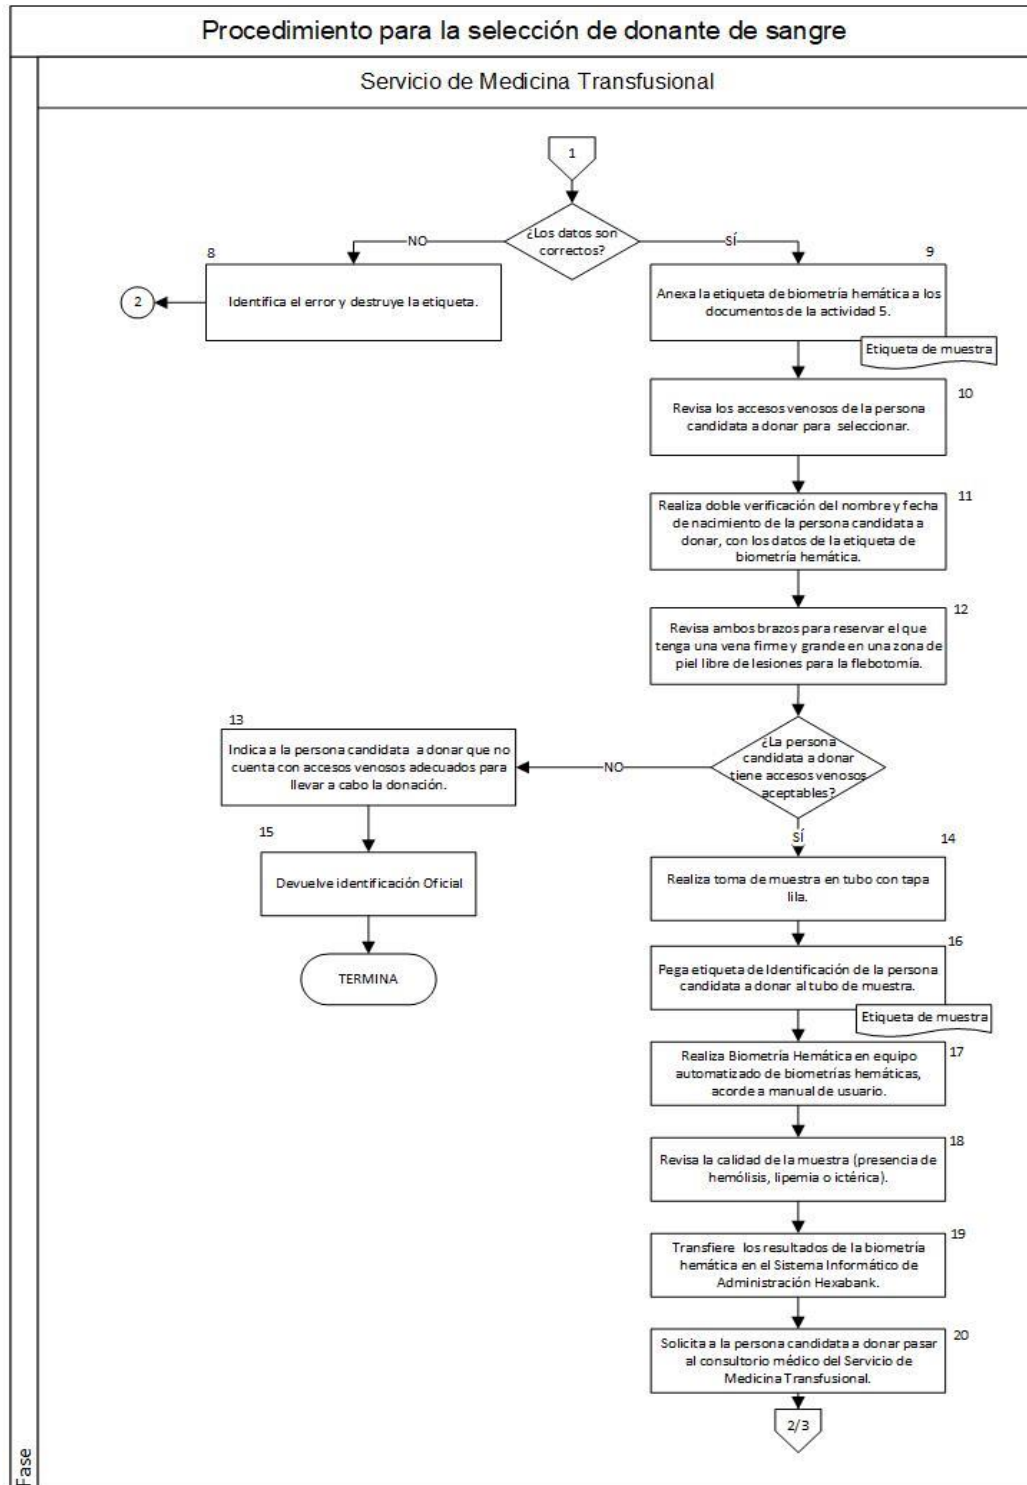 Procedimiento para la selección de donante de sangre
Servicio de Medicina Transfusional
1
¿Los datos son
correctos?
NO
SÍ
8
Identifica el error y destruye la etiqueta.
2
9
Anexa la etiqueta de biometría hemática a los
documentos de la actividad 5.
Etiqueta de muestra
10
Revisa los accesos venosos de la persona
candidata a donar para seleccionar.
11
Realiza doble verificación del nombre y fecha
de nacimiento de la persona candidata a
donar, con los datos de la etiqueta de
biometría hemática.
12
Revisa ambos brazos para reservar el que
tenga una vena firme y grande en una zona de
piel libre de lesiones para la flebotomía.
¿La persona
candidata a donar
tiene accesos venosos
aceptables?
NO
SÍ
13
Indica a la persona candidata a donar que no
cuenta con accesos venosos adecuados para
llevar a cabo la donación.
15
Devuelve identificación Oficial
TERMINA
14
Realiza toma de muestra en tubo con tapa
lila.
16
Pega etiqueta de Identificación de la persona
candidata a donar al tubo de muestra.
Etiqueta de muestra
17
Realiza Biometría Hemática en equipo
automatizado de biometrías hemáticas,
acorde a manual de usuario.
18
Revisa la calidad de la muestra (presencia de
hemólisis, lipemia o ictérica).
19
Transfiere los resultados de la biometría
hemática en el Sistema Informático de
Administración Hexabank.
20
Solicita a la persona candidata a donar pasar
al consultorio médico del Servicio de
Medicina Transfusional.
2/3
Fase